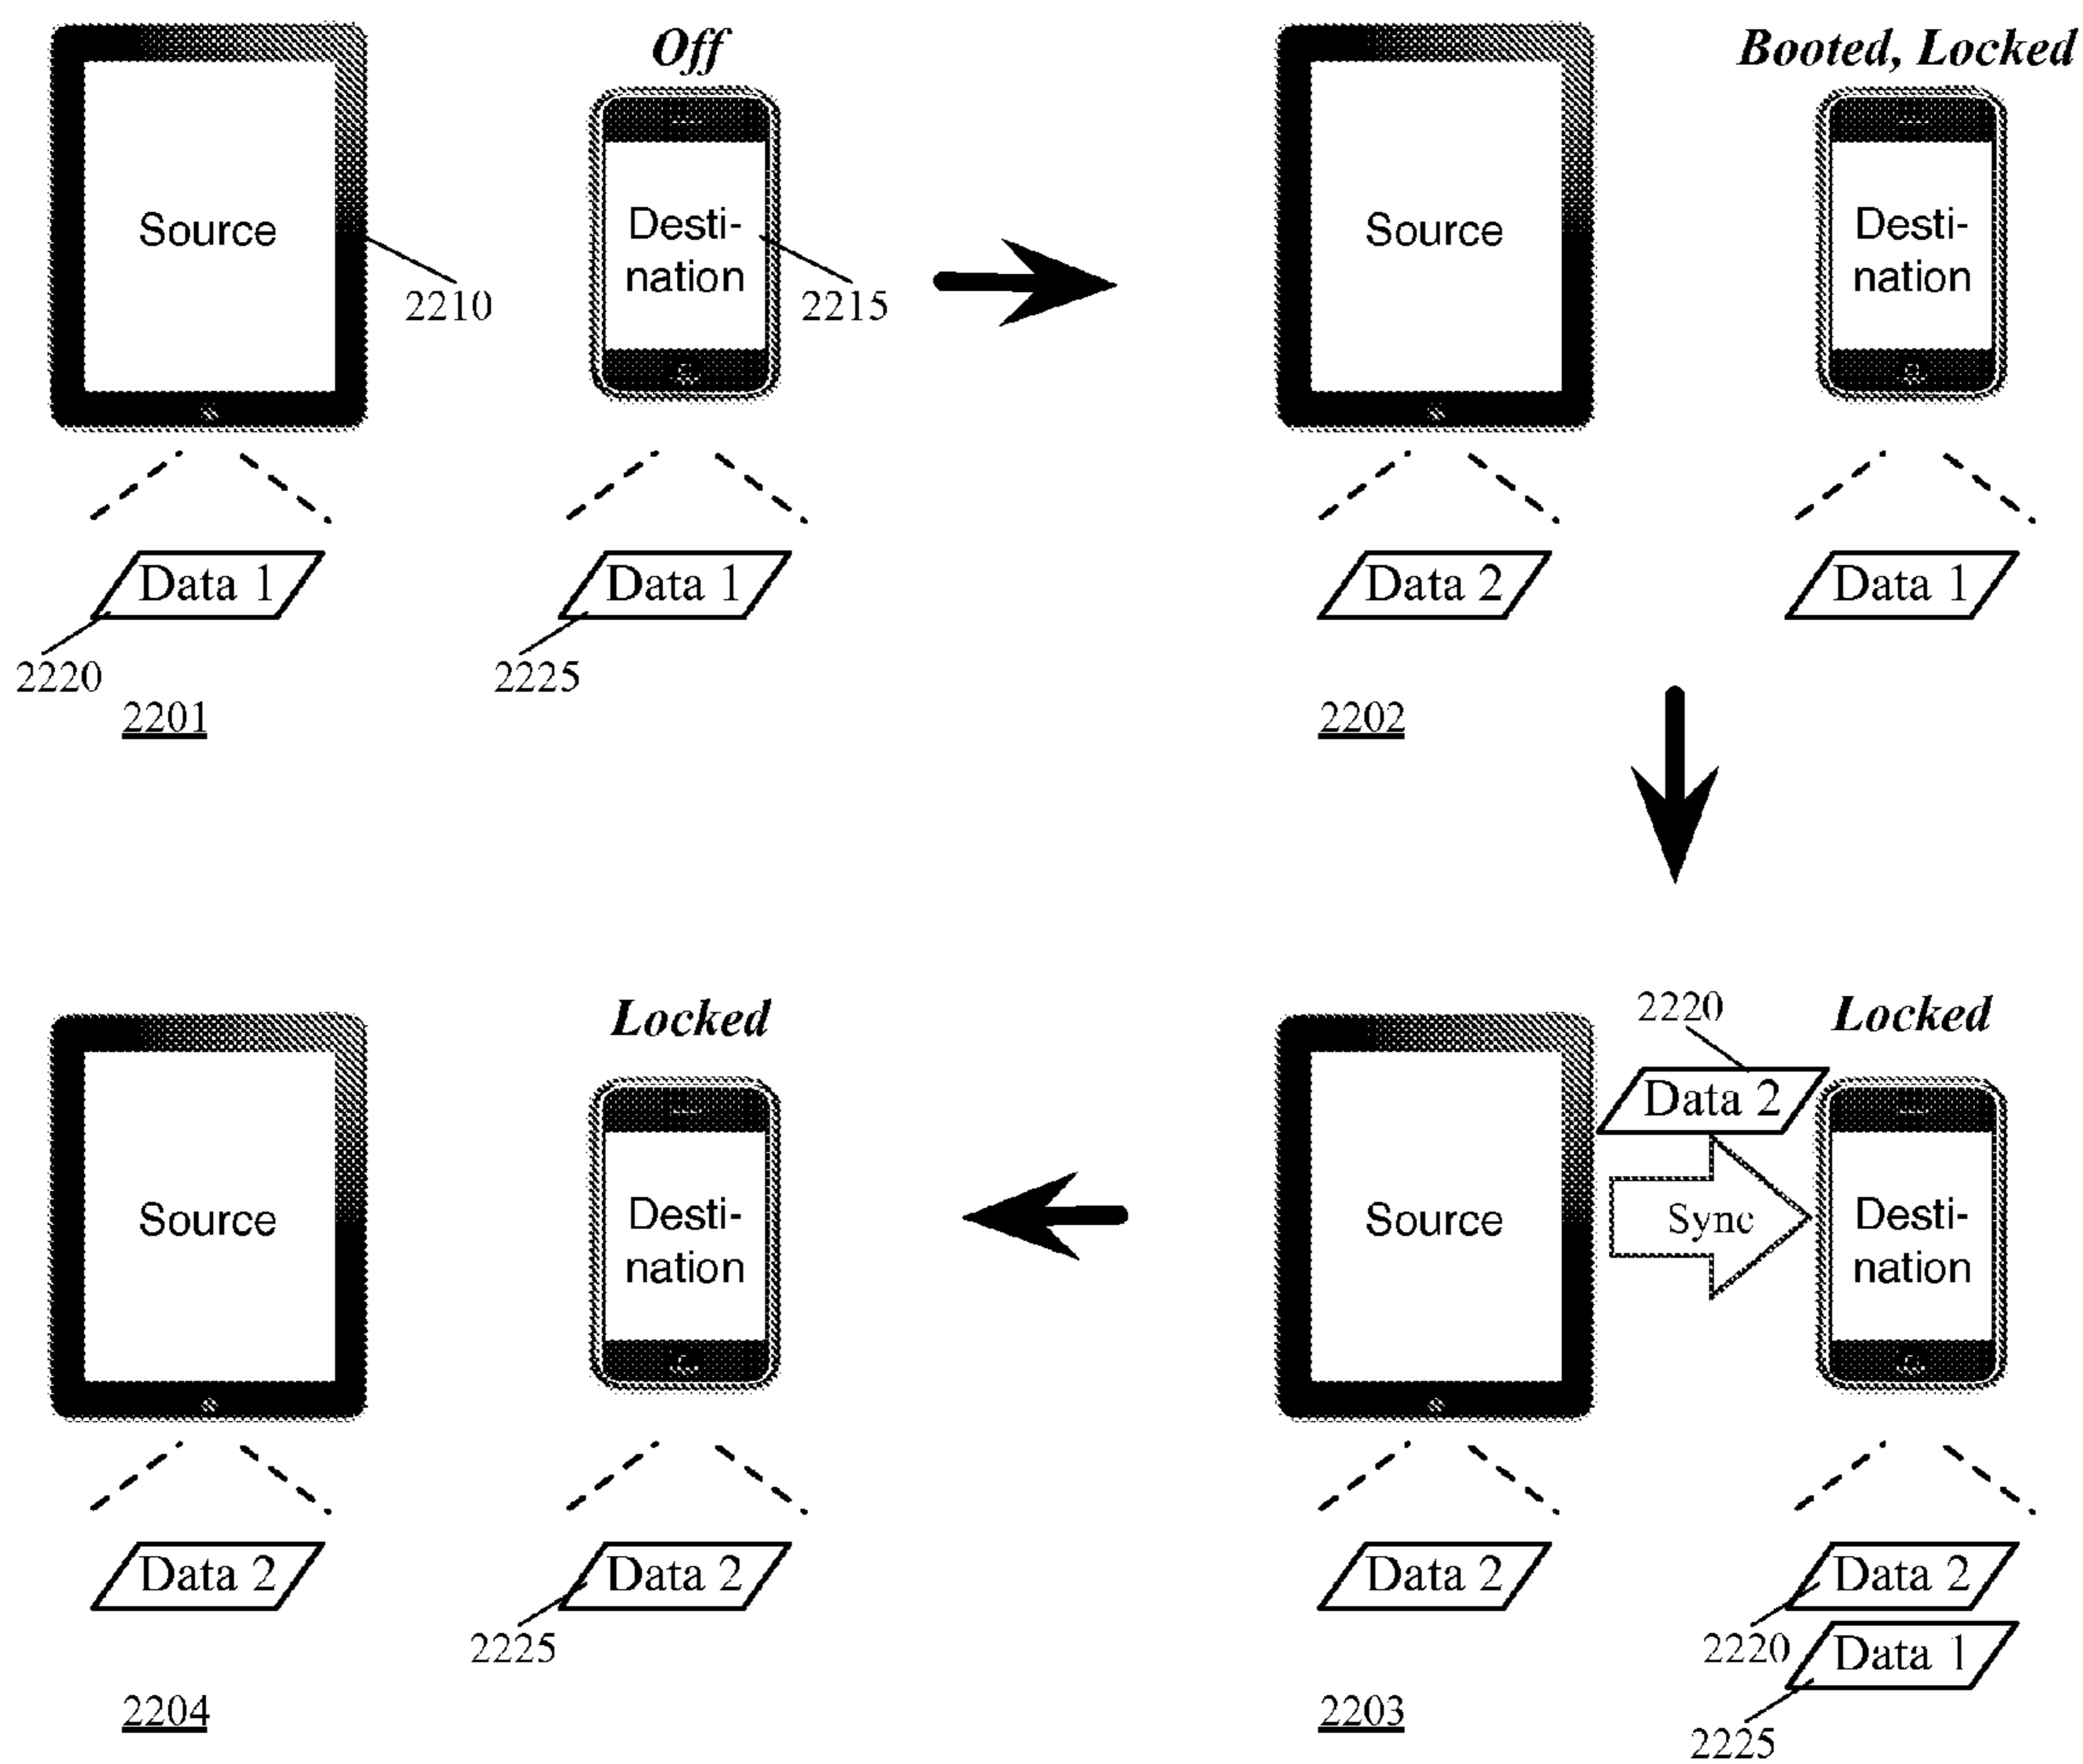 Off
Source
Desti-
nation
2210
2215
Data 1
Data 1
2220
2225
2201
Booted, Locked
Source
Desti-
nation
Data 2
Data 1
2202
Locked
Source
Desti-
nation
Data 2
Data 2
2225
2204
2220
Locked
Data 2
Source
Sync
Desti-
nation
Data 2
Data 2
2220
Data 1
2225
2203